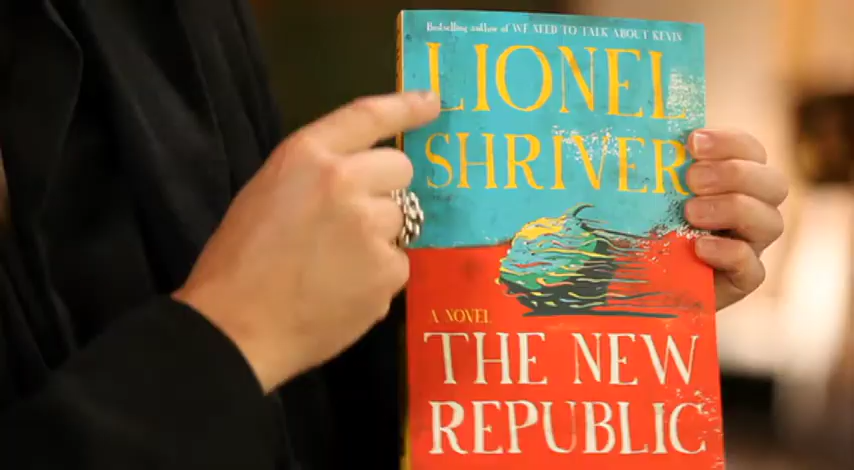 Bestselling author of WE NEED TO TALK ABOUT KEVIN
LIONEL
SHRIVER
A NOVEL
THE NEW
REPUBLIC